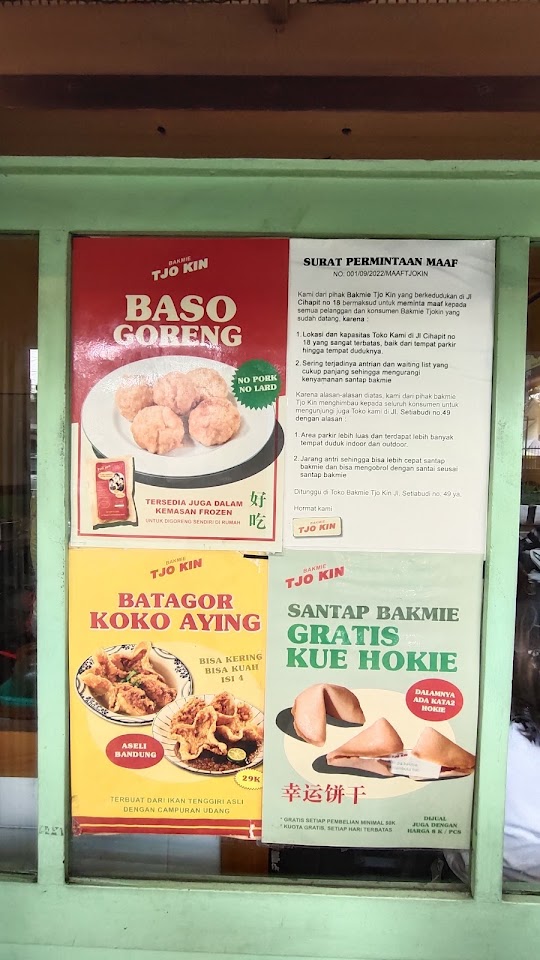 BAKMIE
TJO KIN
BASO
GORENG
NO PORK
NO LARD
TERSEDIA JUGA DALAM
KEMASAN FROZEN
UNTUK DIGORENG SENDIRI DI RUMAH
好吃
SURAT PERMINTAAN MAAF
NO: 001/09/2022/MAAFTJOKIN
Kami dari pihak Bakmie Tjo Kin yang berkedudukan di Jl
Cihapit no 18 bermaksud untuk meminta maaf kepada
semua pelanggan dan konsumen Bakmie Tjokin yang
sudah datang, karena :
1. Lokasi dan kapasitas Toko Kami di Jl Cihapit no
18 yang sangat terbatas, baik dari tempat parkir
hingga tempat duduknya.
2. Sering terjadinya antrian dan waiting list yang
cukup panjang sehingga mengurangi
kenyamanan santap bakmie
Karena alasan-alasan diatas, kami dari pihak bakmie
Tjo Kin menghimbau kepada seluruh konsumen untuk
mengunjungi juga Toko kami di Jl. Setiabudi no.49
dengan alasan :
1. Area parkir lebih luas dan terdapat lebih banyak
tempat duduk indoor dan outdoor.
2. Jarang antri sehingga bisa lebih cepat santap
bakmie dan bisa mengobrol dengan santai seusai
santap bakmie
Ditunggu di Toko Bakmie Tjo Kin Jl. Setiabudi no. 49 ya,
Hormat kami
BAKMIE
TJO KIN
BAKMIE
TJO KIN
BATAGOR
KOKO AYING
BISA KERING
BISA KUAH
ISI 4
ASELI
BANDUNG
29K
TERBUAT DARI IKAN TENGGIRI ASLI
DENGAN CAMPURAN UDANG
BAKMIE
TJO KIN
SANTAP BAKMIE
GRATIS
KUE HOKIE
DALAMNYA
ADA KATA2
HOKIE
幸运饼干
* GRATIS SETIAP PEMBELIAN MINIMAL 50K
* KUOTA GRATIS, SETIAP HARI TERBATAS
DIJUAL
JUGA DENGAN
HARGA 8 K / PCS